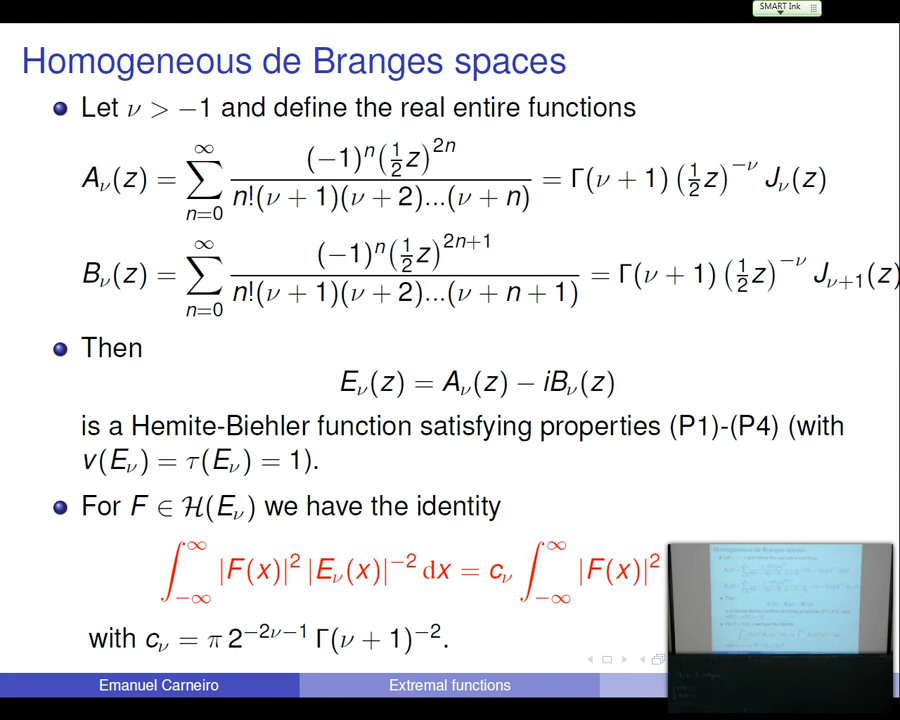 SMART Ink
Homogeneous de Branges spaces
Let ν > −1 and define the real entire functions
A_ν(z) = ∑_{n=0}^{∞} (−1)^n(½z)^{2n} / n!(ν + 1)(ν + 2)...(ν + n) = Γ(ν + 1) (½z)^{−ν} J_ν(z)
B_ν(z) = ∑_{n=0}^{∞} (−1)^n(½z)^{2n+1} / n!(ν + 1)(ν + 2)...(ν + n + 1) = Γ(ν + 1) (½z)^{−ν} J_{ν+1}(z)
Then
E_ν(z) = A_ν(z) − iB_ν(z)
is a Hemite-Biehler function satisfying properties (P1)-(P4) (with
v(E_ν) = τ(E_ν) = 1).
For F ∈ ℋ(E_ν) we have the identity
∫_{−∞}^{∞} |F(x)|² |E_ν(x)|^{−2} dx = c_ν ∫_{−∞}^{∞} |F(x)|²
with c_ν = π 2^{−2ν−1} Γ(ν + 1)^{−2}.
Emanuel Carneiro Extremal functions